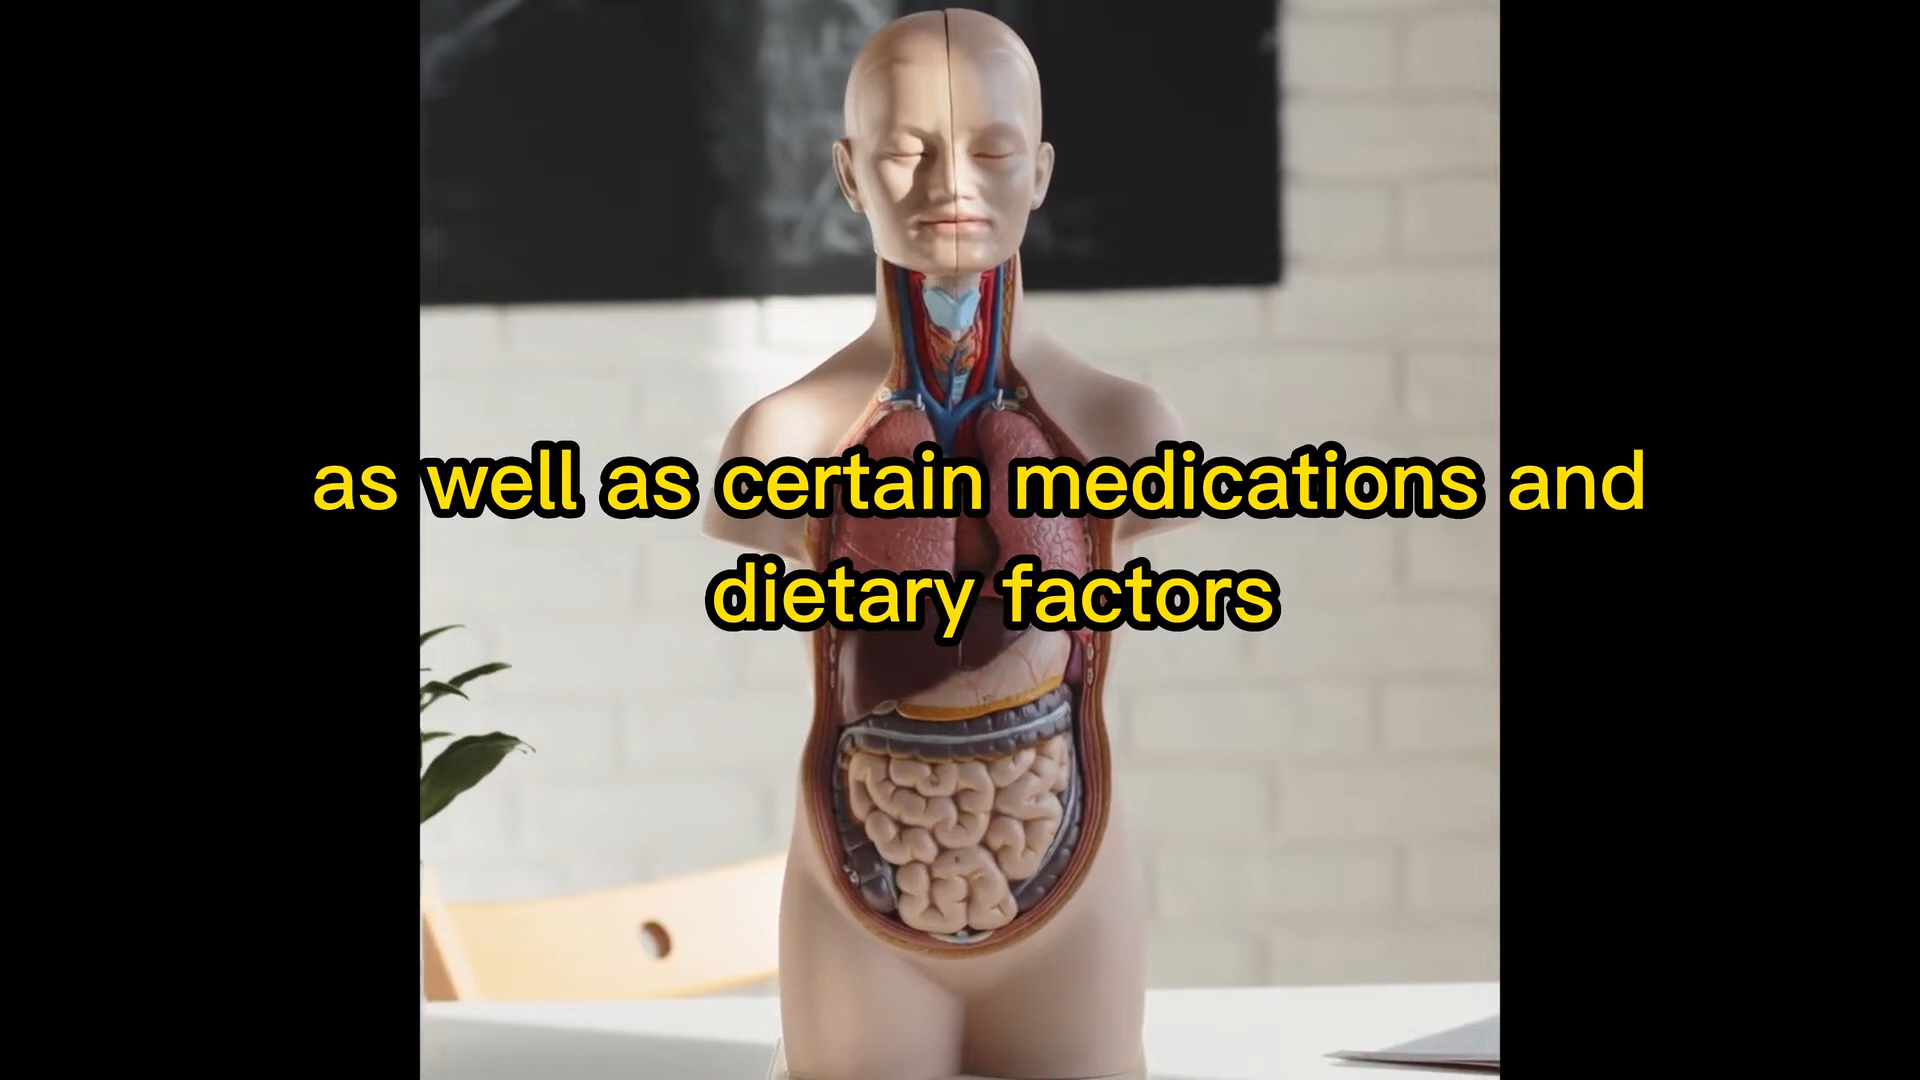 as well as certain medications and
dietary factors